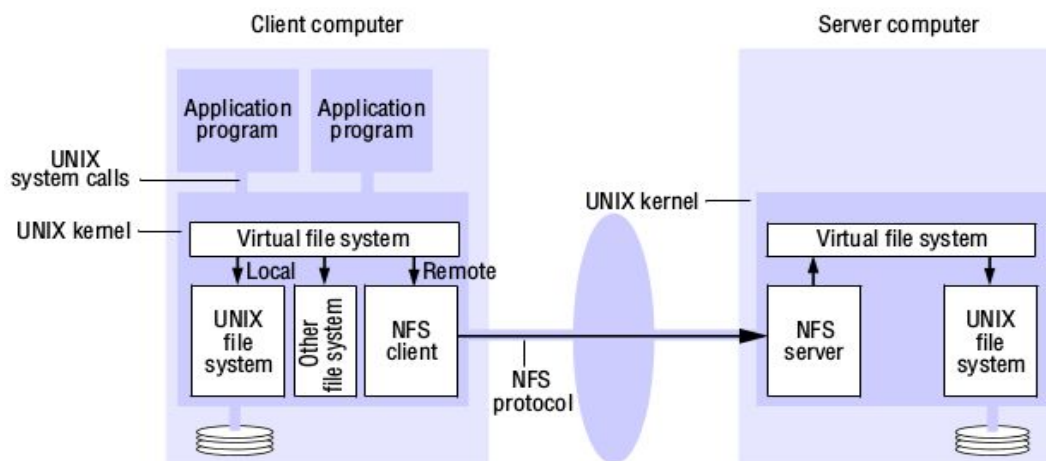 Client computer
Server computer
Application
program
Application
program
UNIX
system calls
UNIX kernel
Virtual file system
Local
Remote
UNIX
file
system
Other
file system
NFS
client
NFS
protocol
UNIX kernel
Virtual file system
NFS
server
UNIX
file
system